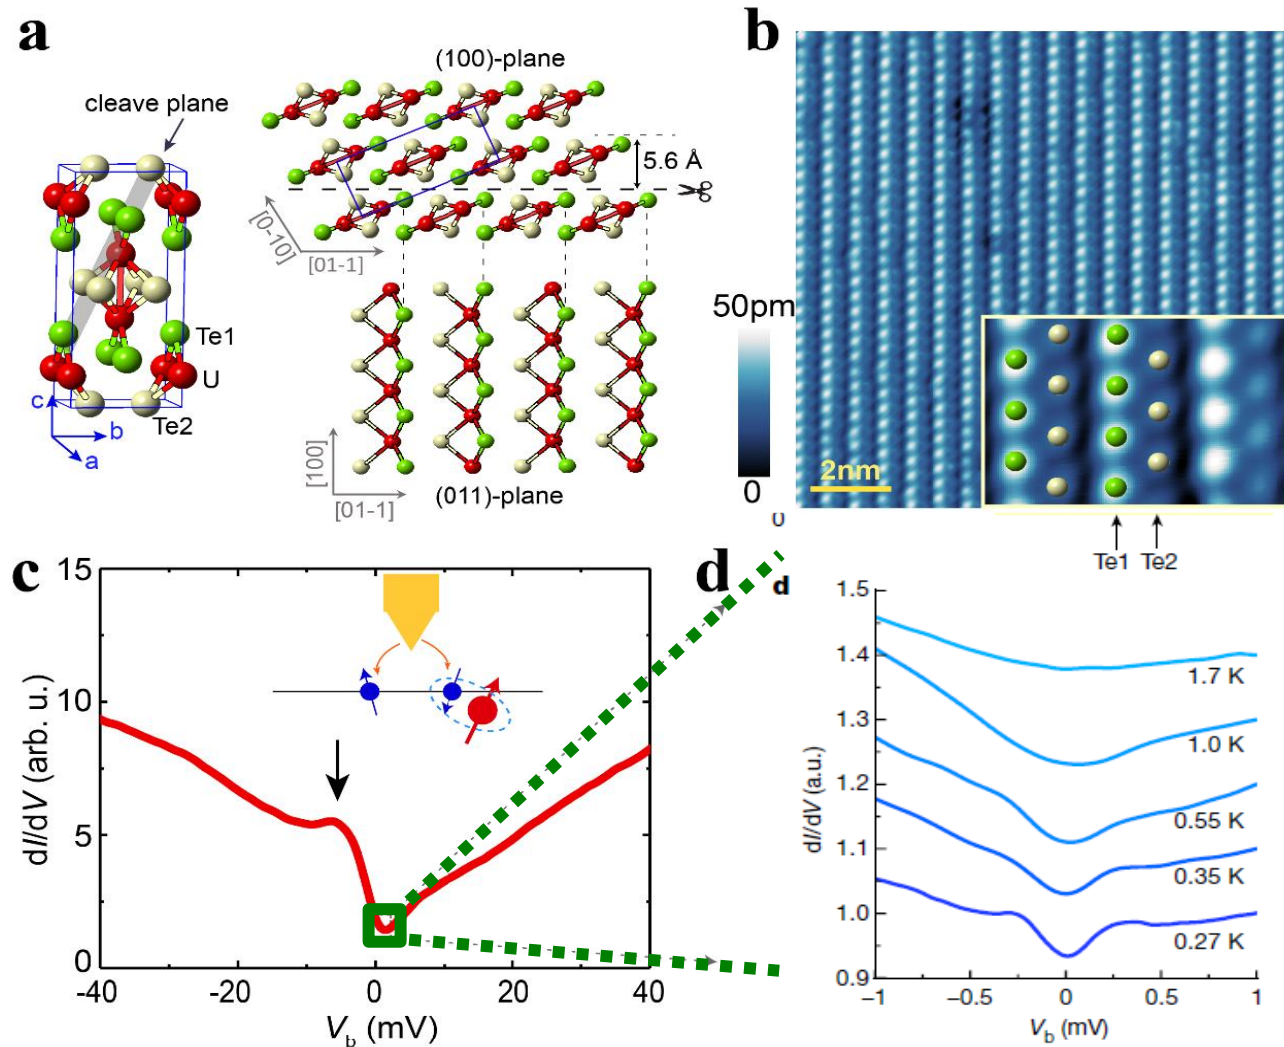 a
(100)-plane
cleave plane
5.6 Å
[0-10]
[01-1]
Te1
U
Te2
c
b
a
[100]
[01-1]
(011)-plane
b
50pm
0
2nm
0
Te1 Te2
c
15
10
5
0
dI/dV (arb. u.)
-40 -20 0 20 40
Vb (mV)
d
d
1.5
1.4
1.3
1.2
1.1
1.0
0.9
dI/dV (a.u.)
1.7 K
1.0 K
0.55 K
0.35 K
0.27 K
−1 −0.5 0 0.5 1
Vb (mV)